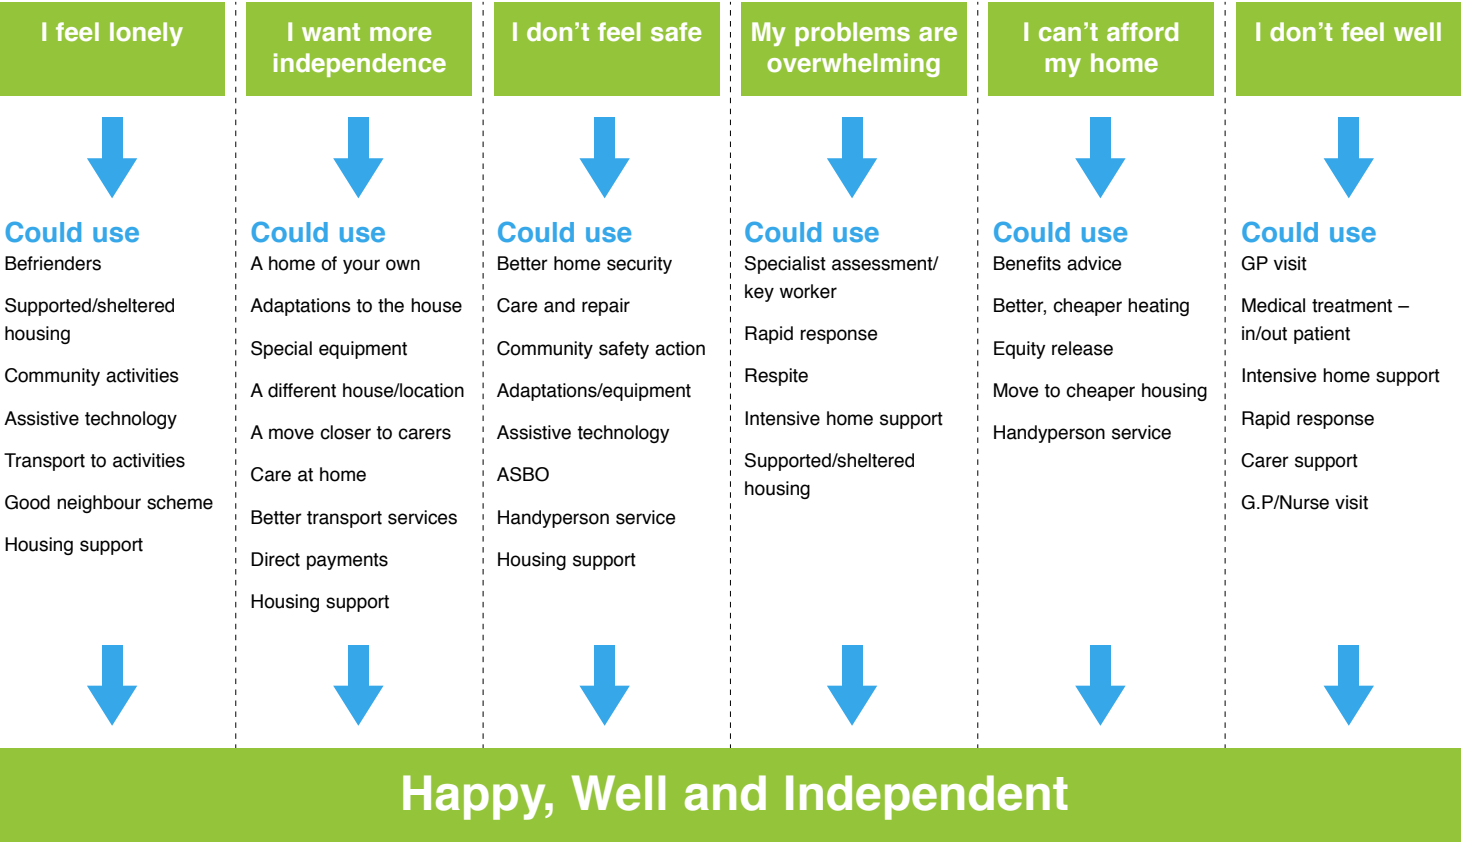 I feel lonely
Could use
Befrienders
Supported/sheltered
housing
Community activities
Assistive technology
Transport to activities
Good neighbour scheme
Housing support
I want more
independence
Could use
A home of your own
Adaptations to the house
Special equipment
A different house/location
A move closer to carers
Care at home
Better transport services
Direct payments
Housing support
I don’t feel safe
Could use
Better home security
Care and repair
Community safety action
Adaptations/equipment
Assistive technology
ASBO
Handyperson service
Housing support
My problems are
overwhelming
Could use
Specialist assessment/
key worker
Rapid response
Respite
Intensive home support
Supported/sheltered
housing
I can’t afford
my home
Could use
Benefits advice
Better, cheaper heating
Equity release
Move to cheaper housing
Handyperson service
I don’t feel well
Could use
GP visit
Medical treatment –
in/out patient
Intensive home support
Rapid response
Carer support
G.P/Nurse visit
Happy, Well and Independent